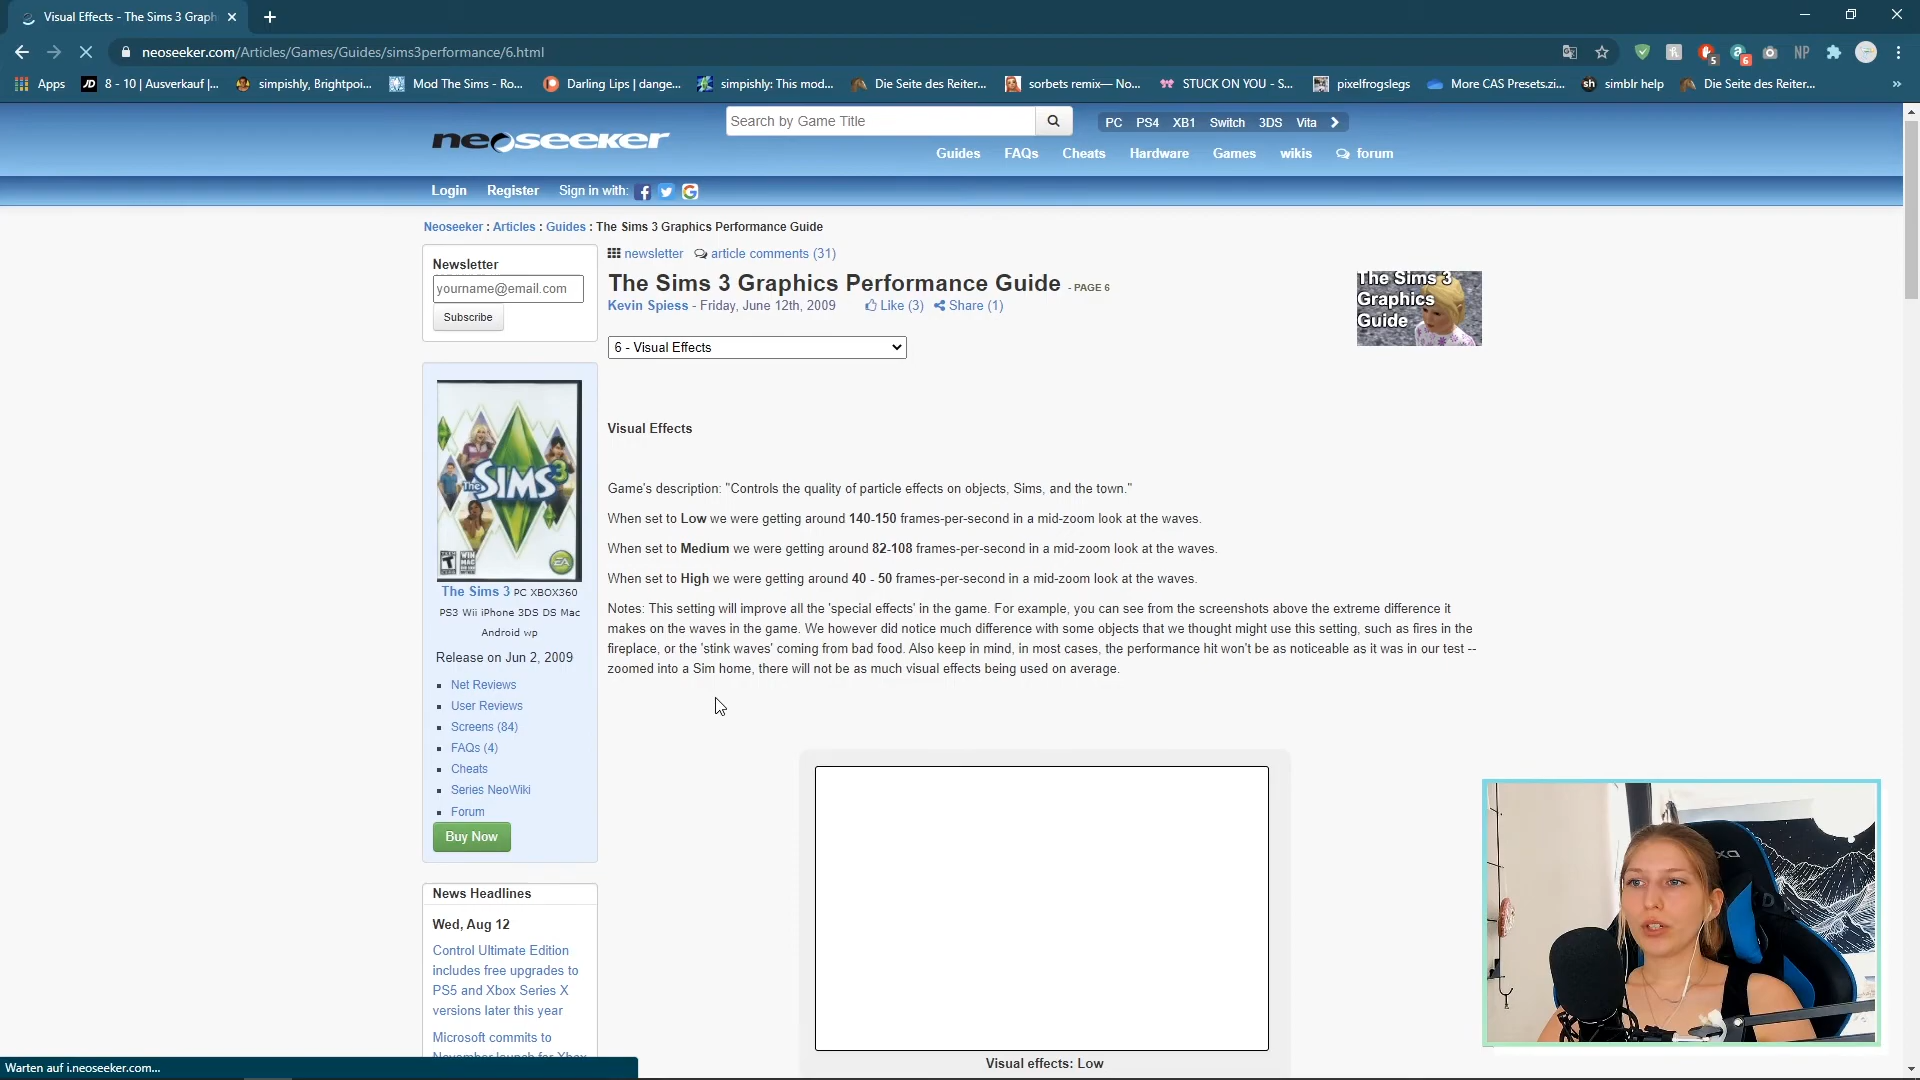 Visual Effects - The Sims 3 Graph
neoseeker.com/Articles/Games/Guides/sims3performance/6.html
5
6
NP
Apps
JD
8 - 10 | Ausverkauf |...
simpishly, Brightpoi...
Mod The Sims - Ro...
Darling Lips | dange...
simpishly: This mod...
Die Seite des Reiter...
sorbets remix— No...
STUCK ON YOU - S...
pixelfrogslegs
More CAS Presets.zi...
sh
simblr help
Die Seite des Reiter...
»
neoseeker
Search by Game Title
PC PS4 XB1 Switch 3DS Vita
Guides FAQs Cheats Hardware Games wikis forum
Login Register Sign in with:
Neoseeker : Articles : Guides : The Sims 3 Graphics Performance Guide
Newsletter
yourname@email.com
Subscribe
newsletter article comments (31)
The Sims 3 Graphics Performance Guide - PAGE 6
Kevin Spiess - Friday, June 12th, 2009 Like (3) Share (1)
The Sims 3
Graphics
Guide
6 - Visual Effects
Visual Effects
Game's description: "Controls the quality of particle effects on objects, Sims, and the town."
When set to Low we were getting around 140-150 frames-per-second in a mid-zoom look at the waves.
When set to Medium we were getting around 82-108 frames-per-second in a mid-zoom look at the waves.
When set to High we were getting around 40 - 50 frames-per-second in a mid-zoom look at the waves.
Notes: This setting will improve all the 'special effects' in the game. For example, you can see from the screenshots above the extreme difference it
makes on the waves in the game. We however did notice much difference with some objects that we thought might use this setting, such as fires in the
fireplace, or the 'stink waves' coming from bad food. Also keep in mind, in most cases, the performance hit won't be as noticeable as it was in our test --
zoomed into a Sim home, there will not be as much visual effects being used on average.
Visual effects: Low
The SIMS 3
T
WIN
MAC
EA
The Sims 3 PC XBOX360
PS3 Wii iPhone 3DS DS Mac
Android wp
Release on Jun 2, 2009
Net Reviews
User Reviews
Screens (84)
FAQs (4)
Cheats
Series NeoWiki
Forum
Buy Now
News Headlines
Wed, Aug 12
Control Ultimate Edition
includes free upgrades to
PS5 and Xbox Series X
versions later this year
Microsoft commits to
November launch for Xbox
Warten auf i.neoseeker.com...